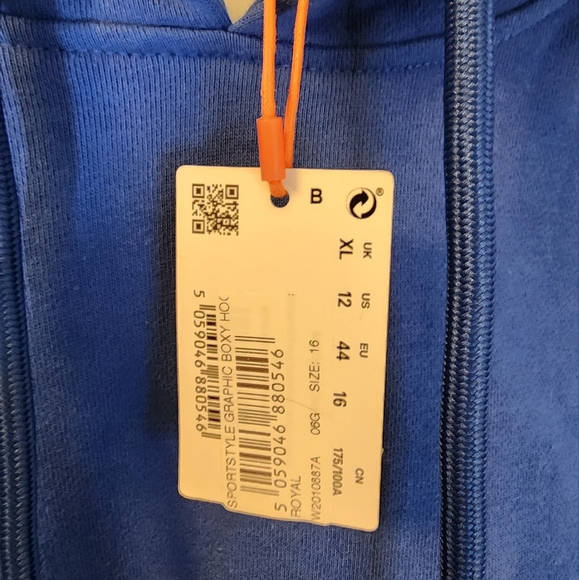 B
®
UK US EU CN
XL 12 44 16 175/100A
5 059046 880546
SPORTSTYLE GRAPHIC BOXY HOO
5 059046 880546
ROYAL
W2010887A 06G SIZE: 16